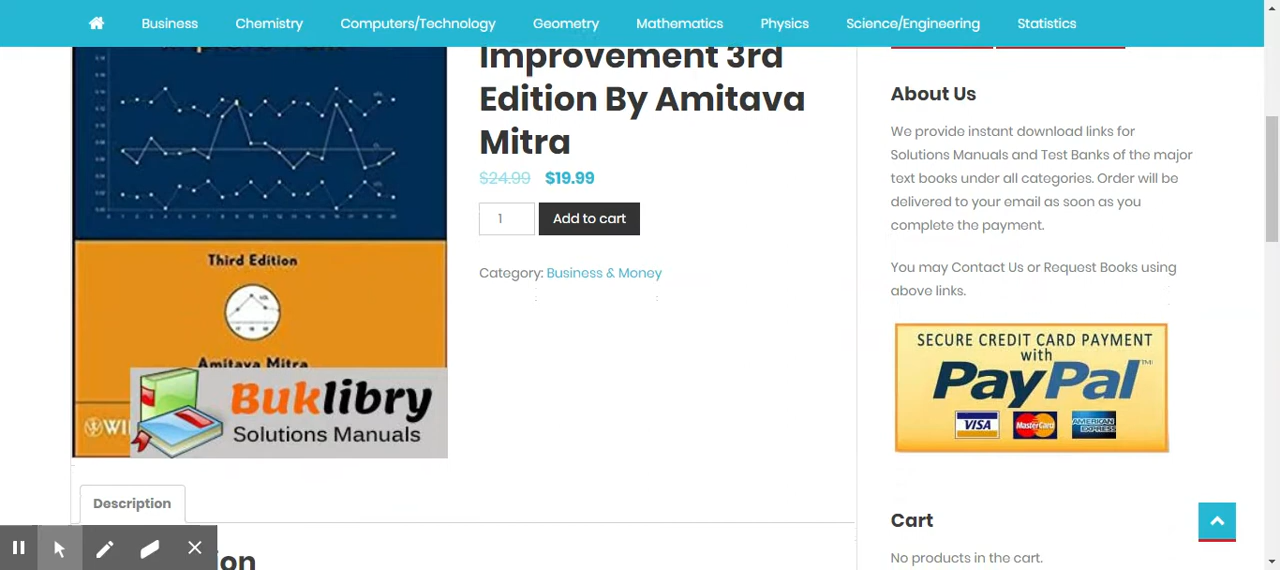 Business Chemistry Computers/Technology Geometry Mathematics Physics Science/Engineering Statistics
Improvement 3rd
Edition By Amitava
Mitra
$24.99 $19.99
1 Add to cart
Category: Business & Money
Third Edition
Amitava Mitra
WI
Buklibry
Solutions Manuals
Description
on
About Us
We provide instant download links for
Solutions Manuals and Test Banks of the major
text books under all categories. Order will be
delivered to your email as soon as you
complete the payment.
You may Contact Us or Request Books using
above links.
SECURE CREDIT CARD PAYMENT
with
PayPal TM
VISA MasterCard AMERICAN EXPRESS
Cart
No products in the cart.